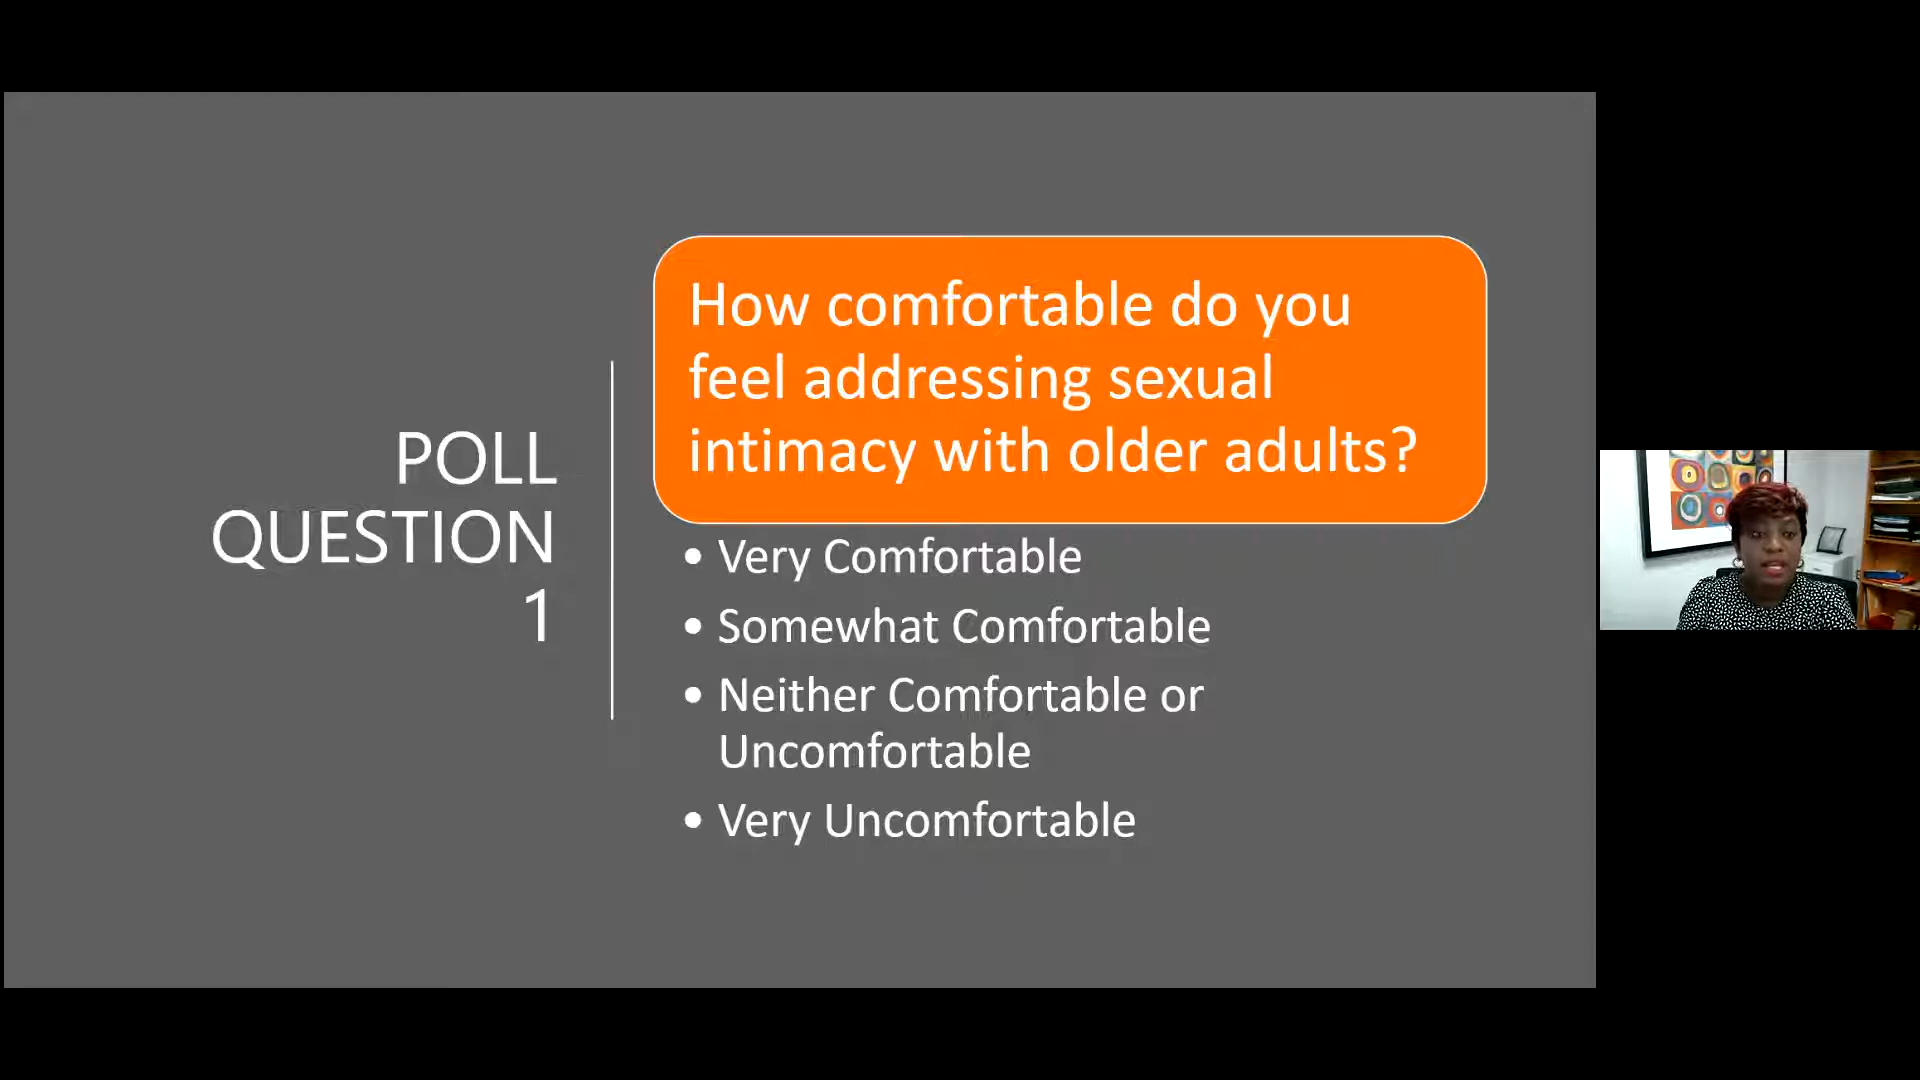 POLL
QUESTION
1
How comfortable do you
feel addressing sexual
intimacy with older adults?
• Very Comfortable
• Somewhat Comfortable
• Neither Comfortable or
Uncomfortable
• Very Uncomfortable